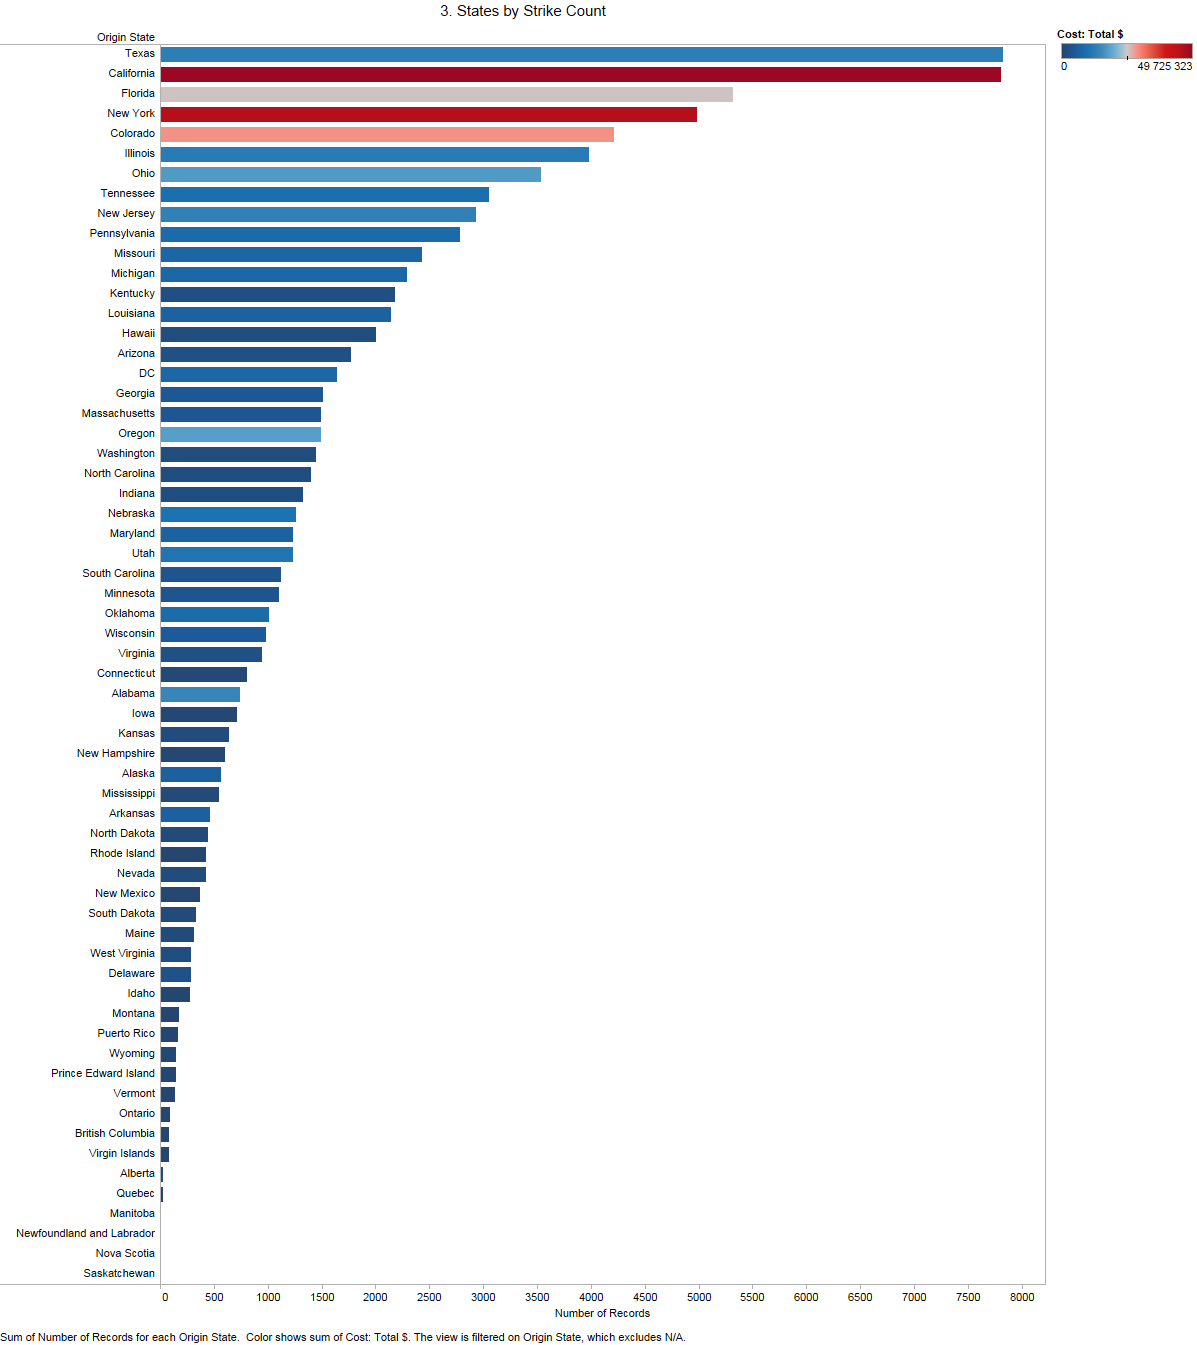 3. States by Strike Count
Origin State
Cost: Total $
0 49 725 323
Texas
California
Florida
New York
Colorado
Illinois
Ohio
Tennessee
New Jersey
Pennsylvania
Missouri
Michigan
Kentucky
Louisiana
Hawaii
Arizona
DC
Georgia
Massachusetts
Oregon
Washington
North Carolina
Indiana
Nebraska
Maryland
Utah
South Carolina
Minnesota
Oklahoma
Wisconsin
Virginia
Connecticut
Alabama
Iowa
Kansas
New Hampshire
Alaska
Mississippi
Arkansas
North Dakota
Rhode Island
Nevada
New Mexico
South Dakota
Maine
West Virginia
Delaware
Idaho
Montana
Puerto Rico
Wyoming
Prince Edward Island
Vermont
Ontario
British Columbia
Virgin Islands
Alberta
Quebec
Manitoba
Newfoundland and Labrador
Nova Scotia
Saskatchewan
0 500 1000 1500 2000 2500 3000 3500 4000 4500 5000 5500 6000 6500 7000 7500 8000
Number of Records
Sum of Number of Records for each Origin State. Color shows sum of Cost: Total $. The view is filtered on Origin State, which excludes N/A.